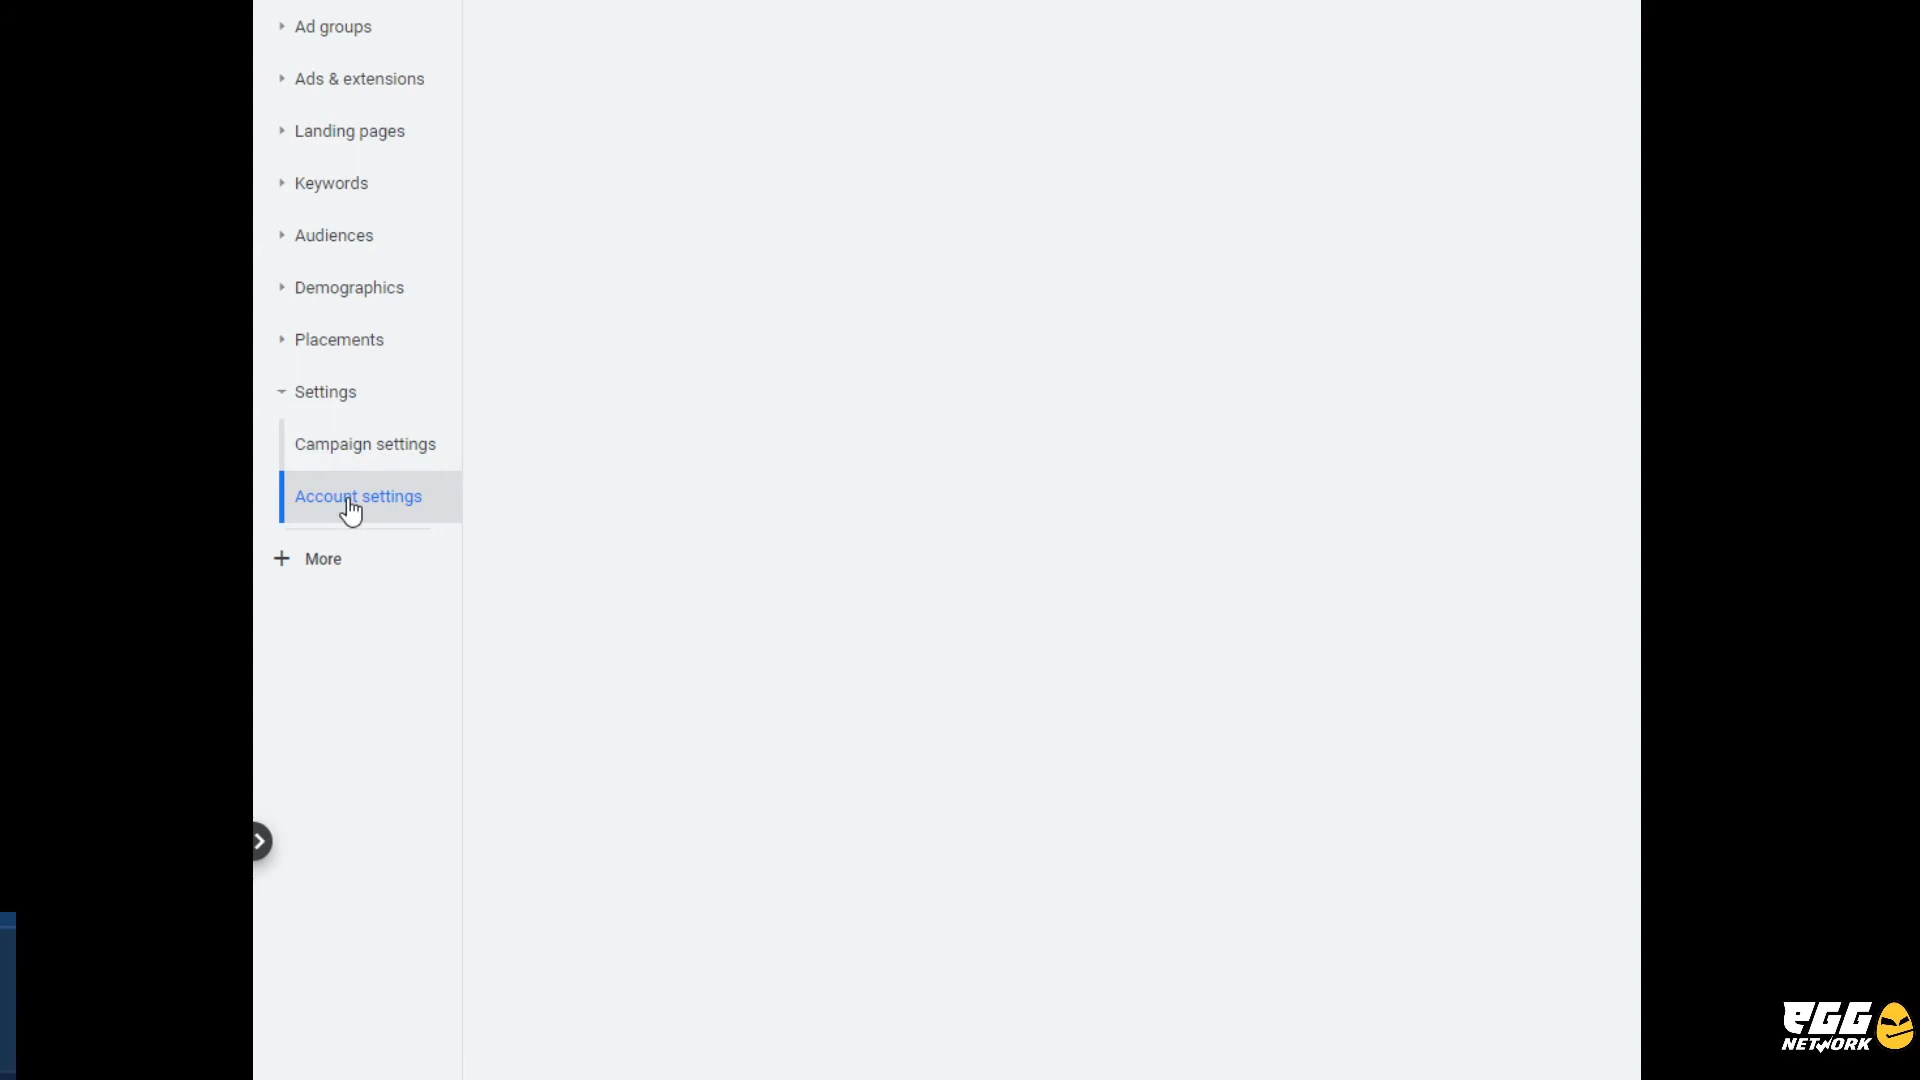 Ad groups
Ads & extensions
Landing pages
Keywords
Audiences
Demographics
Placements
Settings
Campaign settings
Account settings
More
eGG
NETWORK